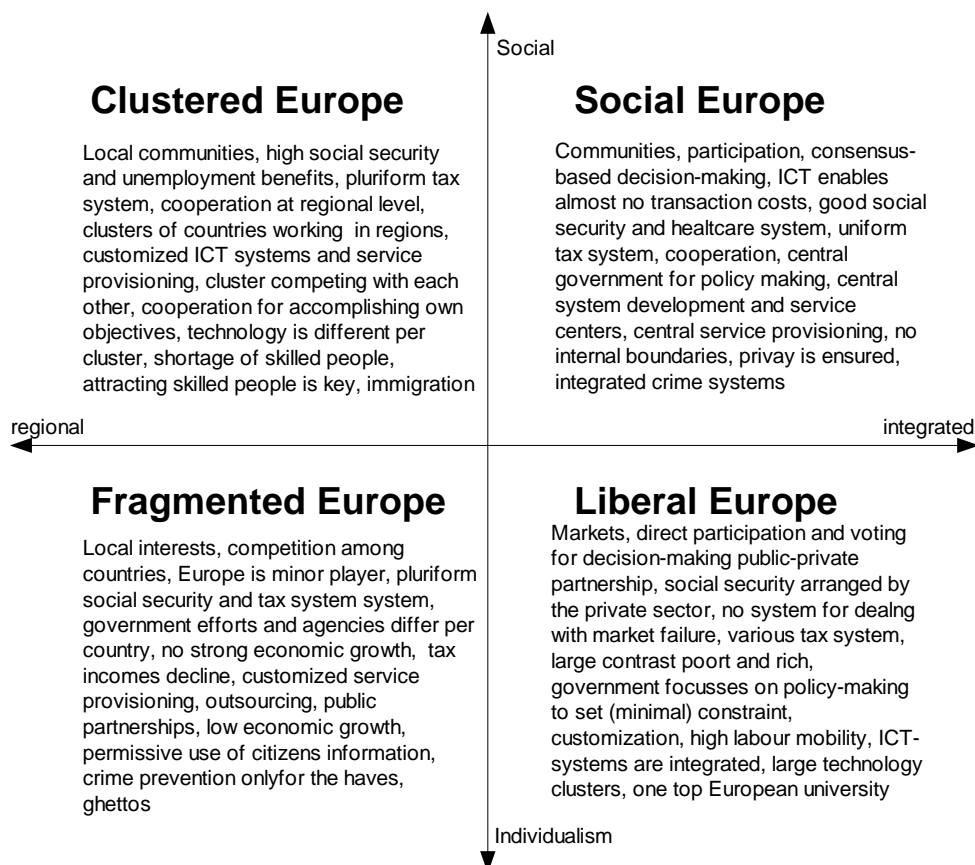 Social
Clustered Europe
Local communities, high social security
and unemployment benefits, pluriform tax
system, cooperation at regional level,
clusters of countries working in regions,
customized ICT systems and service
provisioning, cluster competing with each
other, cooperation for accomplishing own
objectives, technology is different per
cluster, shortage of skilled people,
attracting skilled people is key, immigration
Social Europe
Communities, participation, consensus-
based decision-making, ICT enables
almost no transaction costs, good social
security and healtcare system, uniform
tax system, cooperation, central
government for policy making, central
system development and service
centers, central service provisioning, no
internal boundaries, privay is ensured,
integrated crime systems
regional
integrated
Fragmented Europe
Local interests, competition among
countries, Europe is minor player, pluriform
social security and tax system system,
government efforts and agencies differ per
country, no strong economic growth, tax
incomes decline, customized service
provisioning, outsourcing, public
partnerships, low economic growth,
permissive use of citizens information,
crime prevention onlyfor the haves,
ghettos
Liberal Europe
Markets, direct participation and voting
for decision-making public-private
partnership, social security arranged by
the private sector, no system for dealng
with market failure, various tax system,
large contrast poort and rich,
government focusses on policy-making
to set (minimal) constraint,
customization, high labour mobility, ICT-
systems are integrated, large technology
clusters, one top European university
Individualism